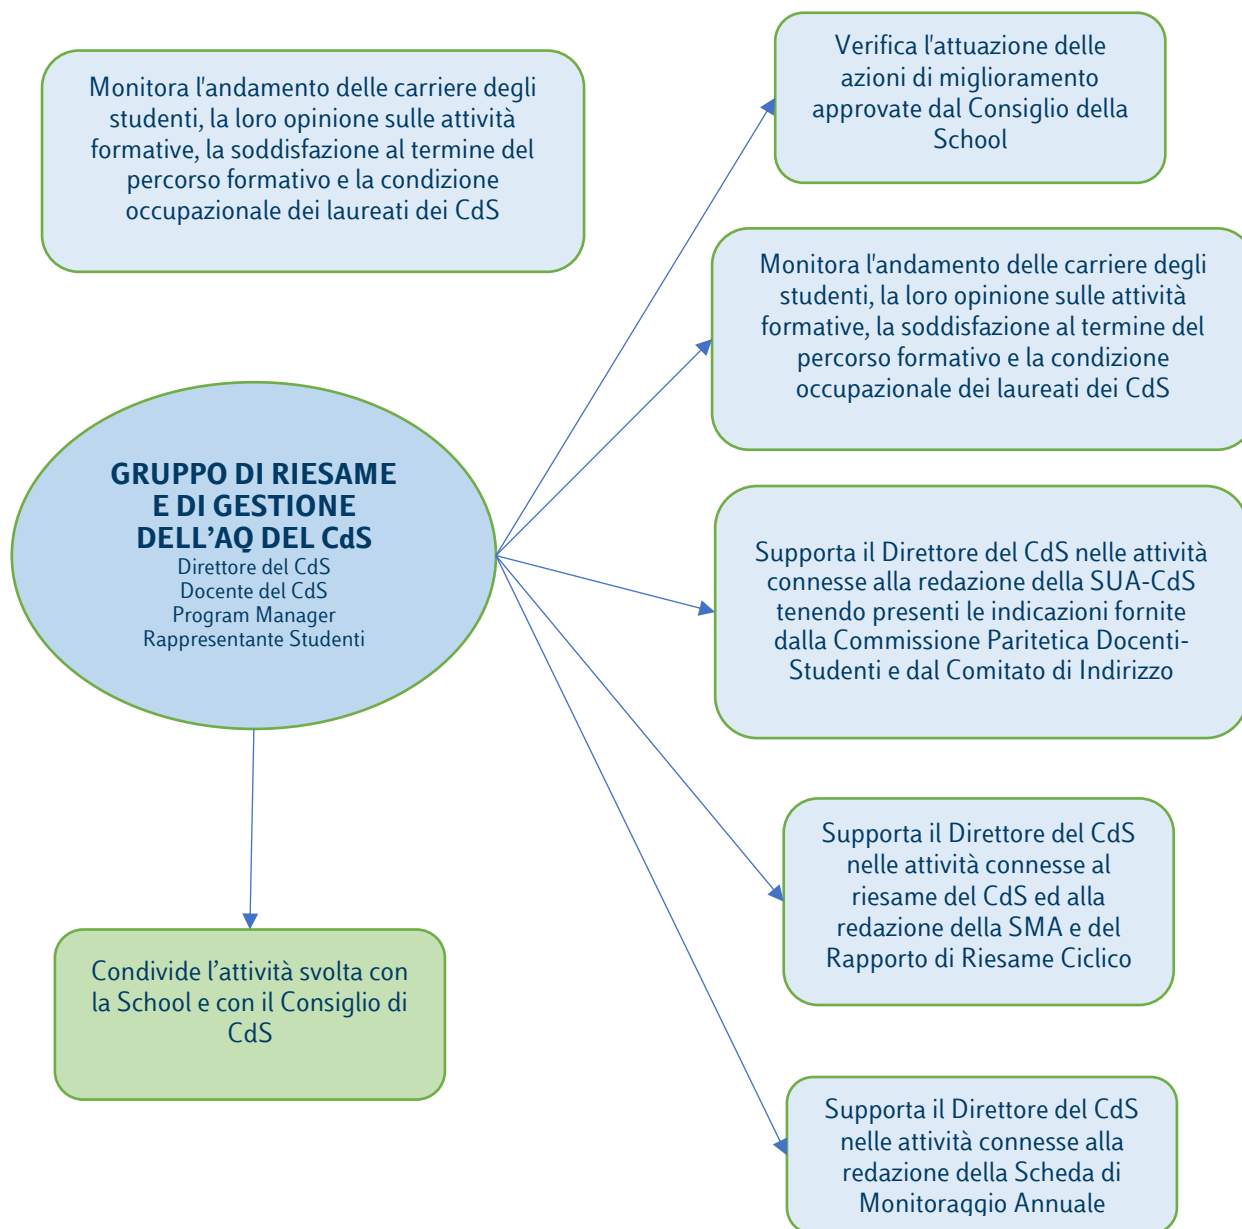 Monitora l'andamento delle carriere degli
studenti, la loro opinione sulle attività
formative, la soddisfazione al termine del
percorso formativo e la condizione
occupazionale dei laureati dei CdS
Verifica l'attuazione delle
azioni di miglioramento
approvate dal Consiglio della
School
Monitora l'andamento delle carriere degli
studenti, la loro opinione sulle attività
formative, la soddisfazione al termine del
percorso formativo e la condizione
occupazionale dei laureati dei CdS
GRUPPO DI RIESAME
E DI GESTIONE
DELL’AQ DEL CdS
Direttore del CdS
Docente del CdS
Program Manager
Rappresentante Studenti
Supporta il Direttore del CdS nelle attività
connesse alla redazione della SUA-CdS
tenendo presenti le indicazioni fornite
dalla Commissione Paritetica Docenti-
Studenti e dal Comitato di Indirizzo
Supporta il Direttore del CdS
nelle attività connesse al
riesame del CdS ed alla
redazione della SMA e del
Rapporto di Riesame Ciclico
Condivide l’attività svolta con
la School e con il Consiglio di
CdS
Supporta il Direttore del CdS
nelle attività connesse alla
redazione della Scheda di
Monitoraggio Annuale